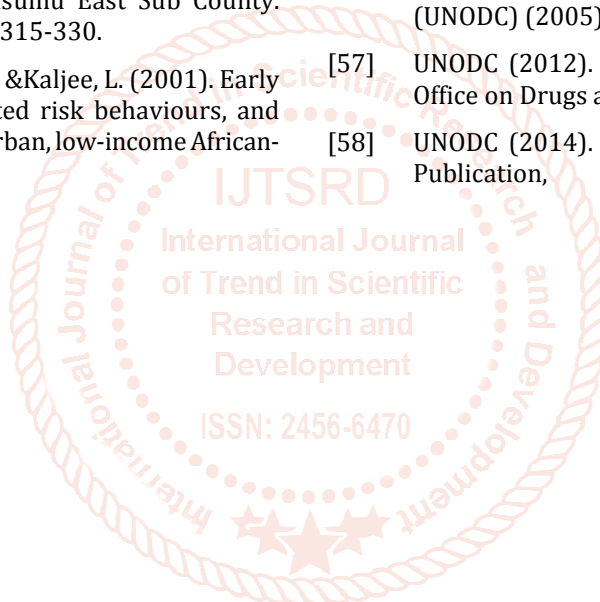 sumu East Sub County.
315-330.
&Kaljee, L. (2001). Early
ted risk behaviours, and
rban, low-income African-
(UNODC) (2005)
[57] UNODC (2012).
Office on Drugs a
[58] UNODC (2014).
Publication,
International Journal of Trend in Scientific Research and Development
IJTSRD
International Journal
of Trend in Scientific
Research and
Development
ISSN: 2456-6470